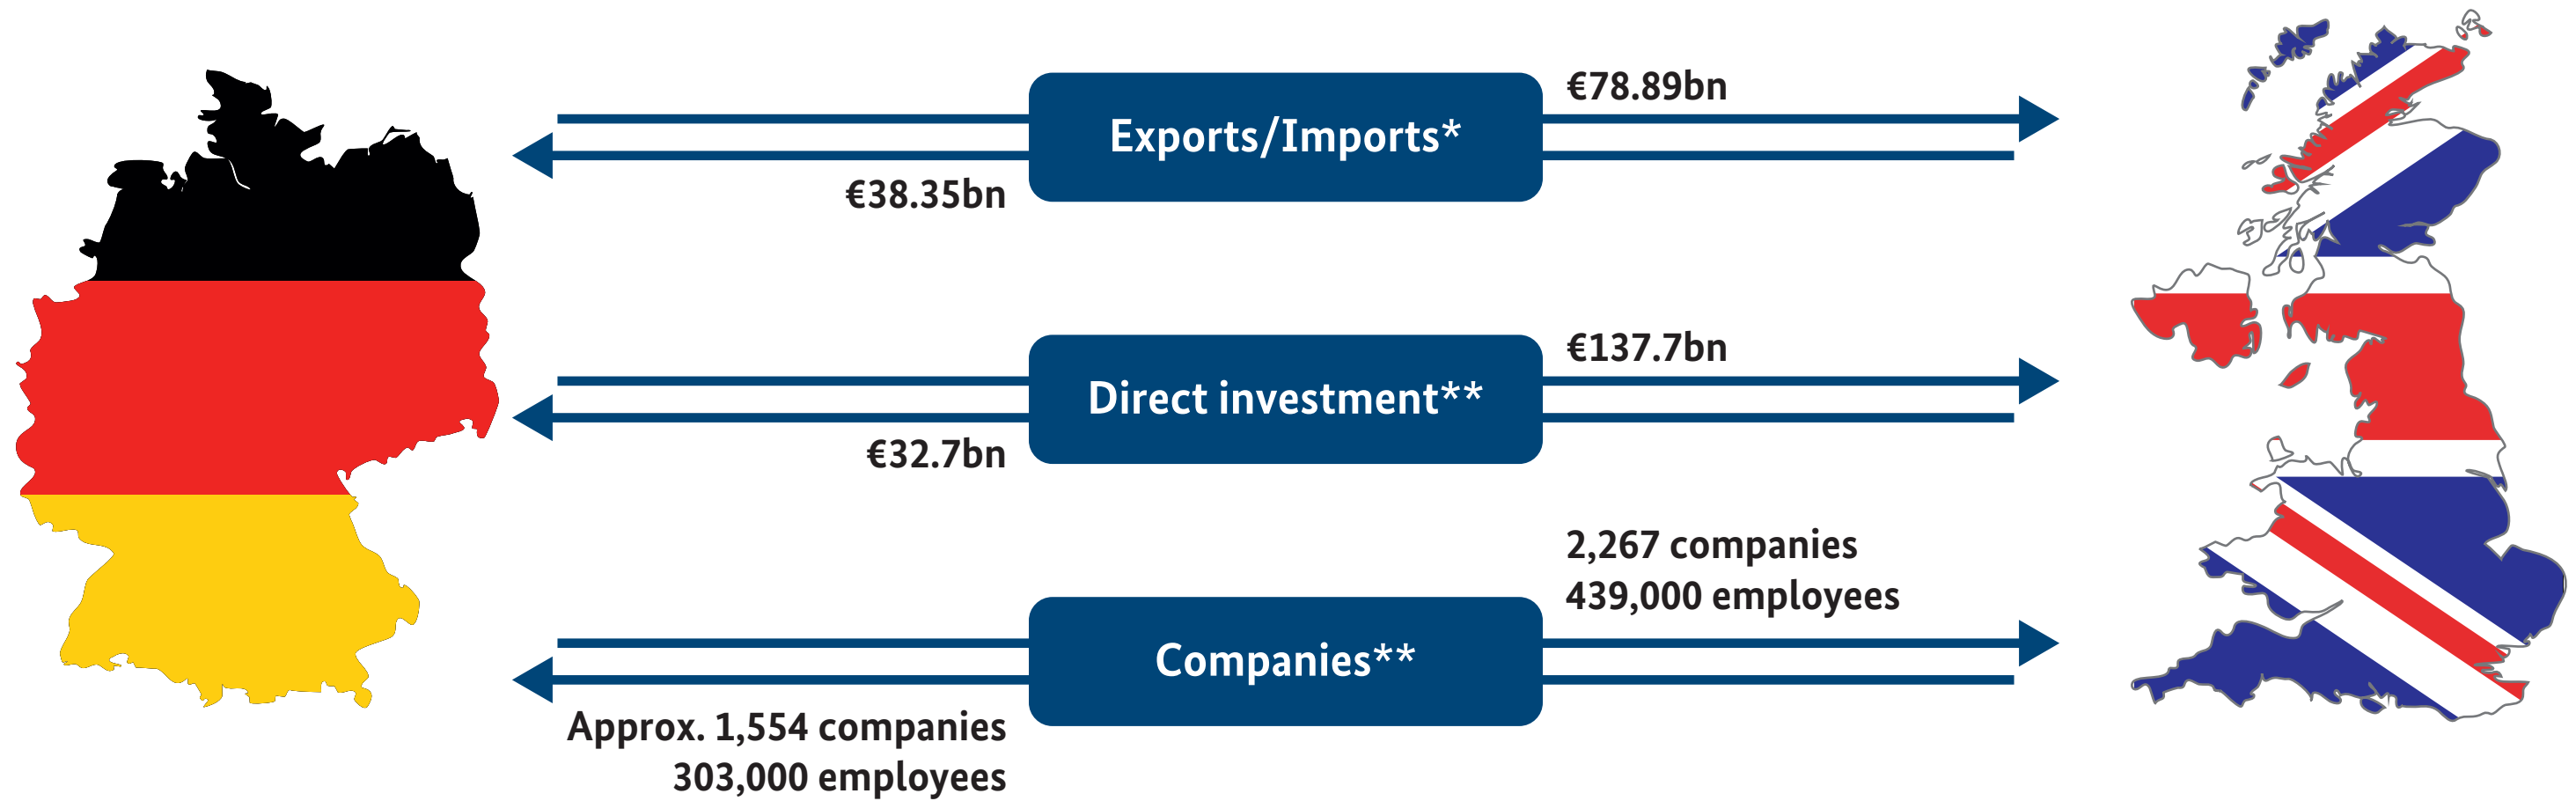 €78.89bn
Exports/Imports*
€38.35bn
€137.7bn
Direct investment**
€32.7bn
2,267 companies
439,000 employees
Companies**
Approx. 1,554 companies
303,000 employees